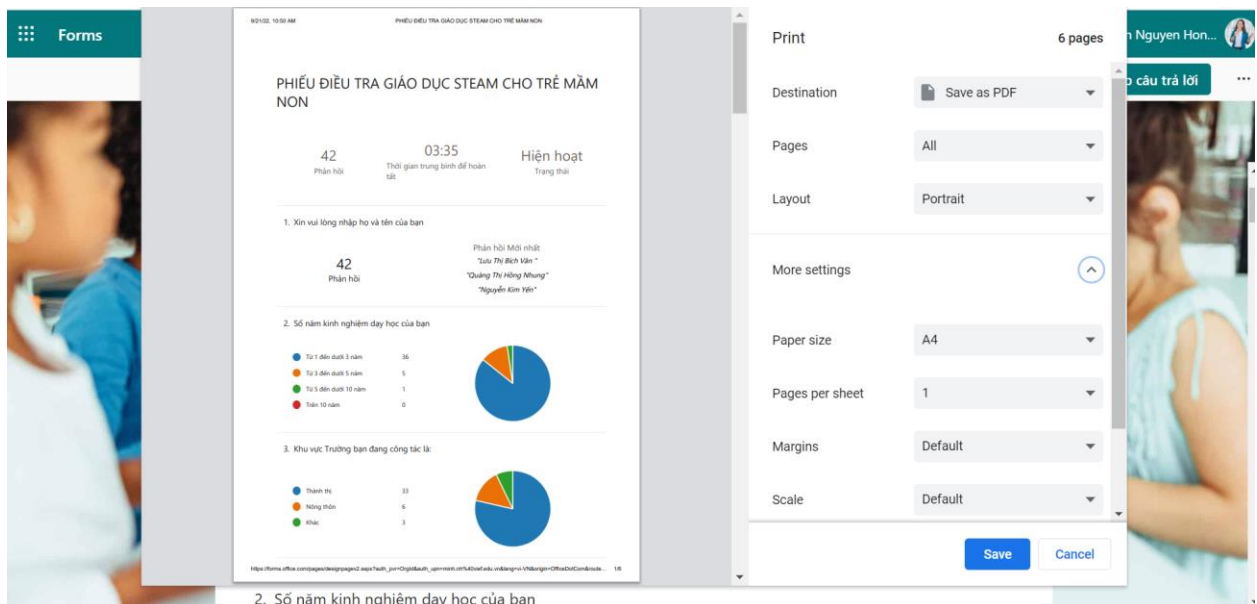 Forms
n Nguyen Hon...
p câu trả lời
...
9/21/22, 10:50 AM
PHIẾU ĐIỀU TRA GIÁO DỤC STEAM CHO TRẺ MẦM NON
PHIẾU ĐIỀU TRA GIÁO DỤC STEAM CHO TRẺ MẦM
NON
42
Phản hồi
03:35
Thời gian trung bình để hoàn
tất
Hiện hoạt
Trạng thái
1. Xin vui lòng nhập họ và tên của bạn
42
Phản hồi
Phản hồi Mới nhất
"Lưu Thị Bích Vân "
"Quàng Thị Hồng Nhung"
"Nguyễn Kim Yến"
2. Số năm kinh nghiệm dạy học của bạn
Từ 1 đến dưới 3 năm 36
Từ 3 đến dưới 5 năm 5
Từ 5 đến dưới 10 năm 1
Trên 10 năm 0
3. Khu vực Trường bạn đang công tác là:
Thành thị 33
Nông thôn 6
Khác 3
1/6
Print
6 pages
Destination
Save as PDF
Pages
All
Layout
Portrait
More settings
Paper size
A4
Pages per sheet
1
Margins
Default
Scale
Default
Save
Cancel
2. Số năm kinh nghiệm dạy học của bạn